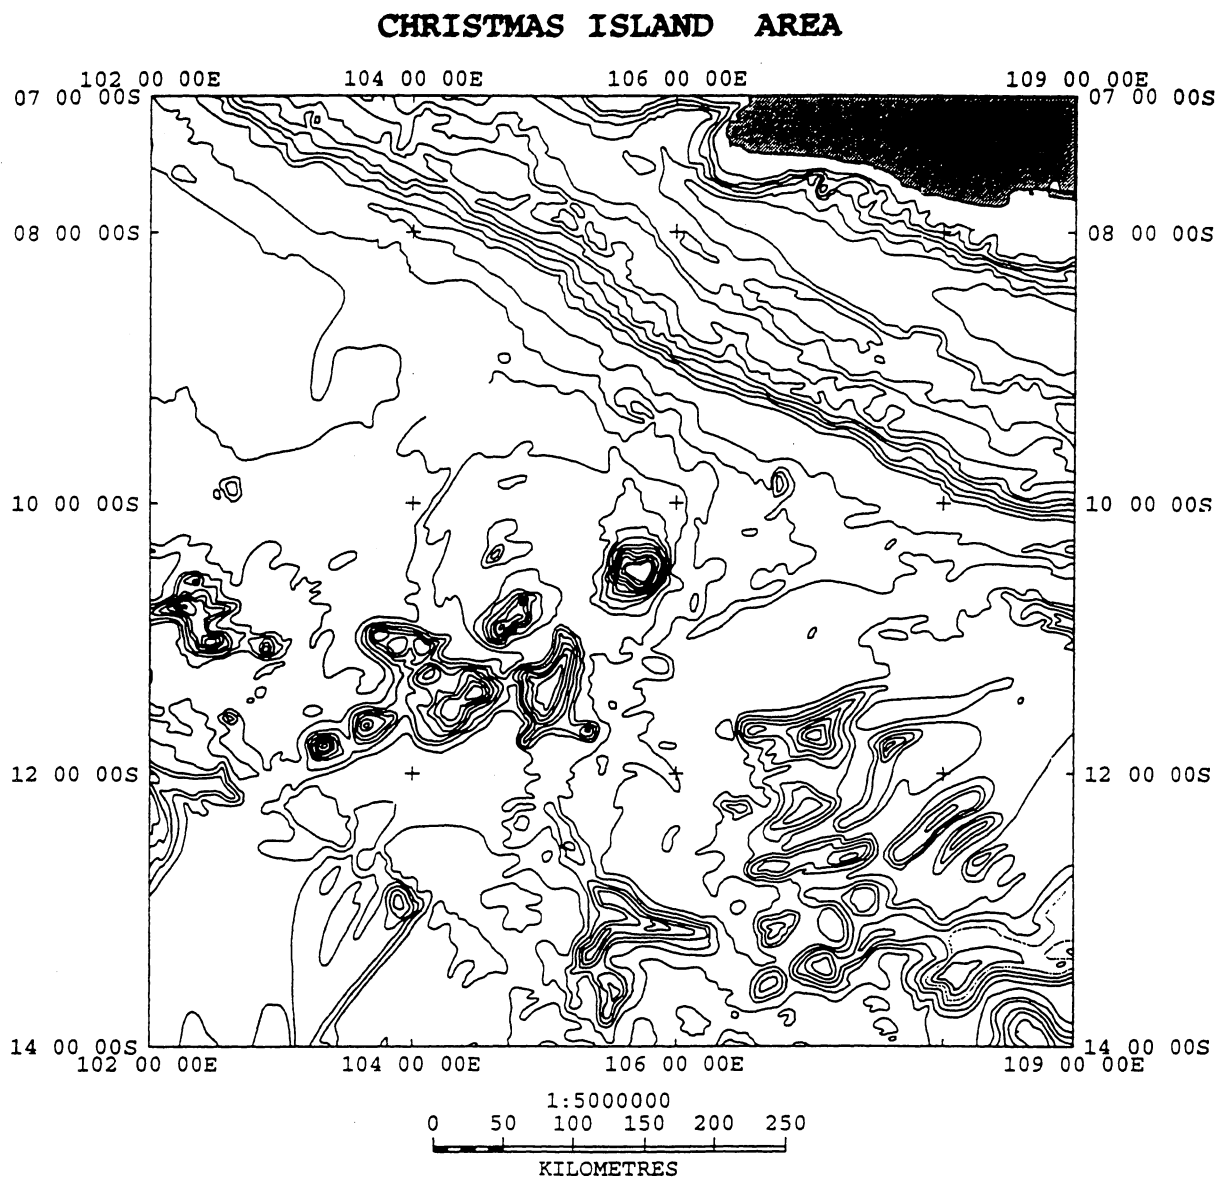 CHRISTMAS ISLAND AREA
102 00 00E 104 00 00E 106 00 00E 109 00 00E
07 00 00S 07 00 00S
08 00 00S 08 00 00S
10 00 00S 10 00 00S
12 00 00S 12 00 00S
14 00 00S 14 00 00S
102 00 00E 104 00 00E 106 00 00E 109 00 00E
1:5000000
0 50 100 150 200 250
KILOMETRES